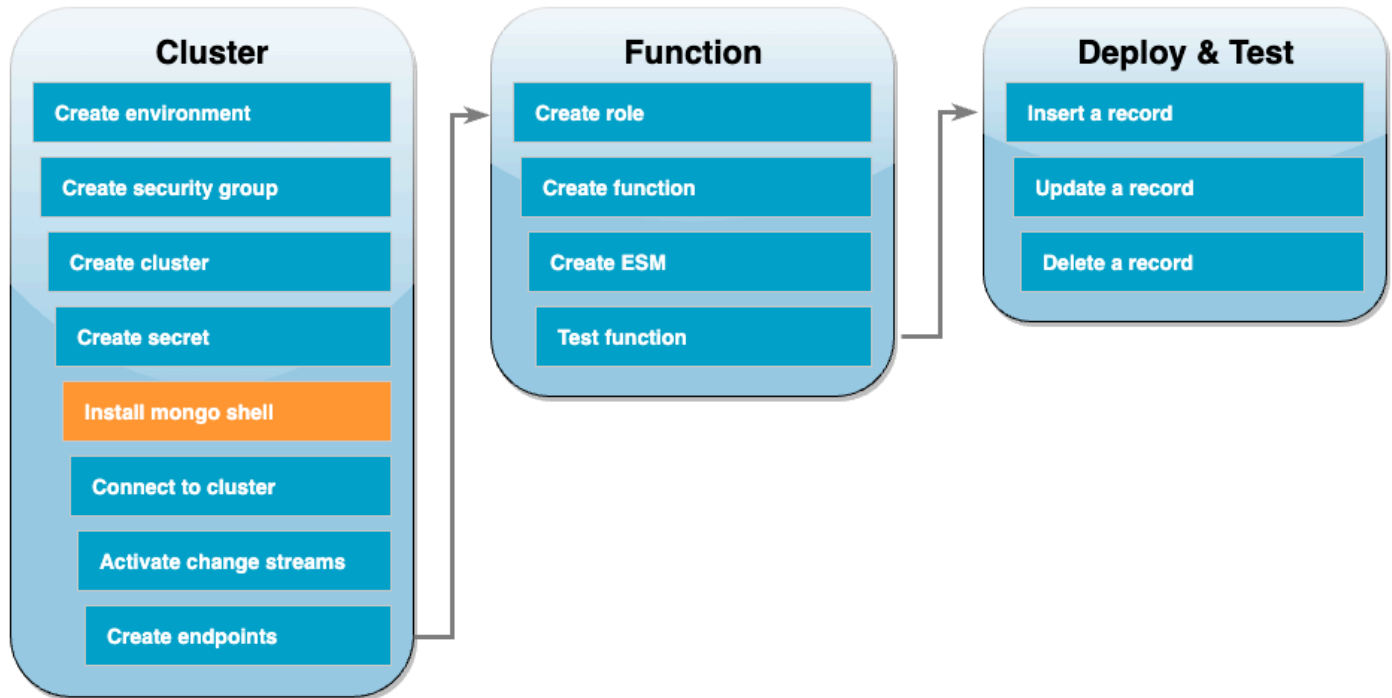 Cluster
Create environment
Create security group
Create cluster
Create secret
Install mongo shell
Connect to cluster
Activate change streams
Create endpoints
Function
Create role
Create function
Create ESM
Test function
Deploy & Test
Insert a record
Update a record
Delete a record